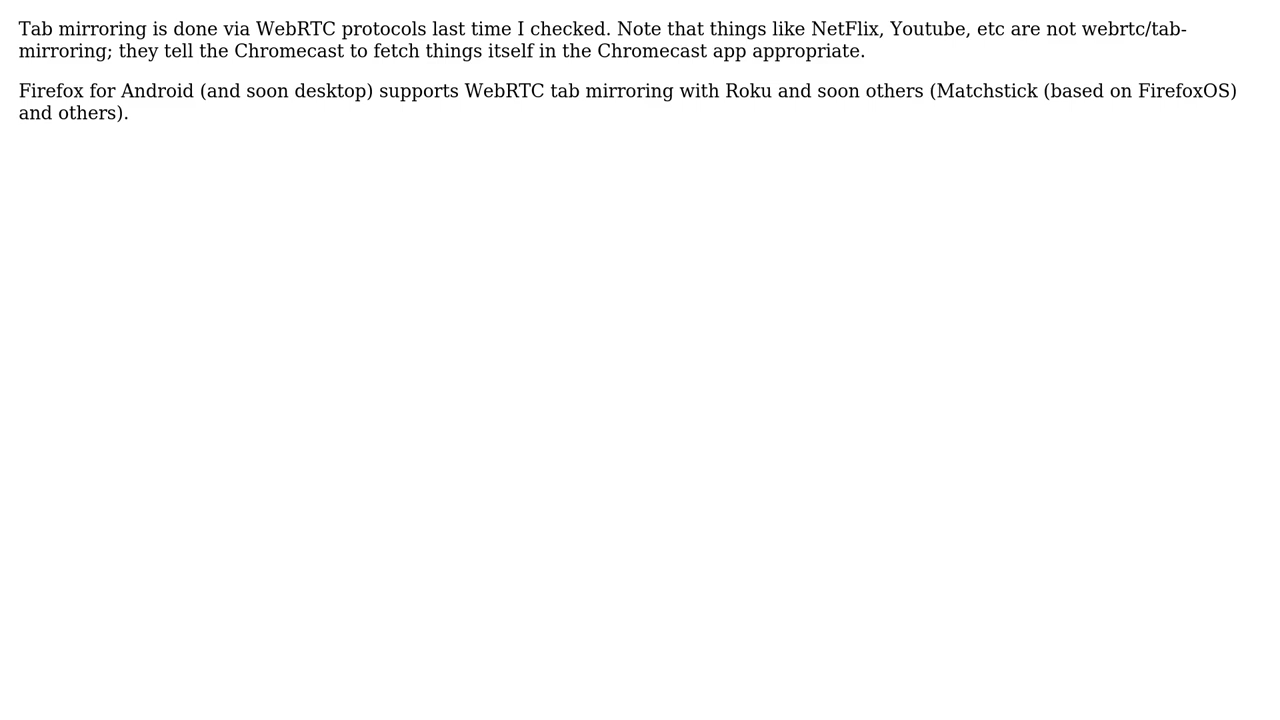 Tab mirroring is done via WebRTC protocols last time I checked. Note that things like NetFlix, Youtube, etc are not webrtc/tab-
mirroring; they tell the Chromecast to fetch things itself in the Chromecast app appropriate.
Firefox for Android (and soon desktop) supports WebRTC tab mirroring with Roku and soon others (Matchstick (based on FirefoxOS)
and others).